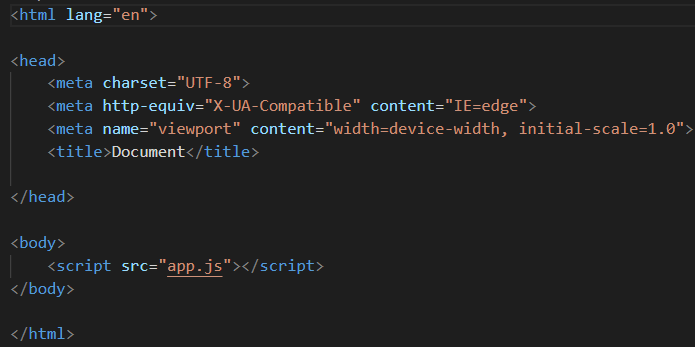 <html lang="en">
<head>
<meta charset="UTF-8">
<meta http-equiv="X-UA-Compatible" content="IE=edge">
<meta name="viewport" content="width=device-width, initial-scale=1.0">
<title>Document</title>
</head>
<body>
<script src="app.js"></script>
</body>
</html>